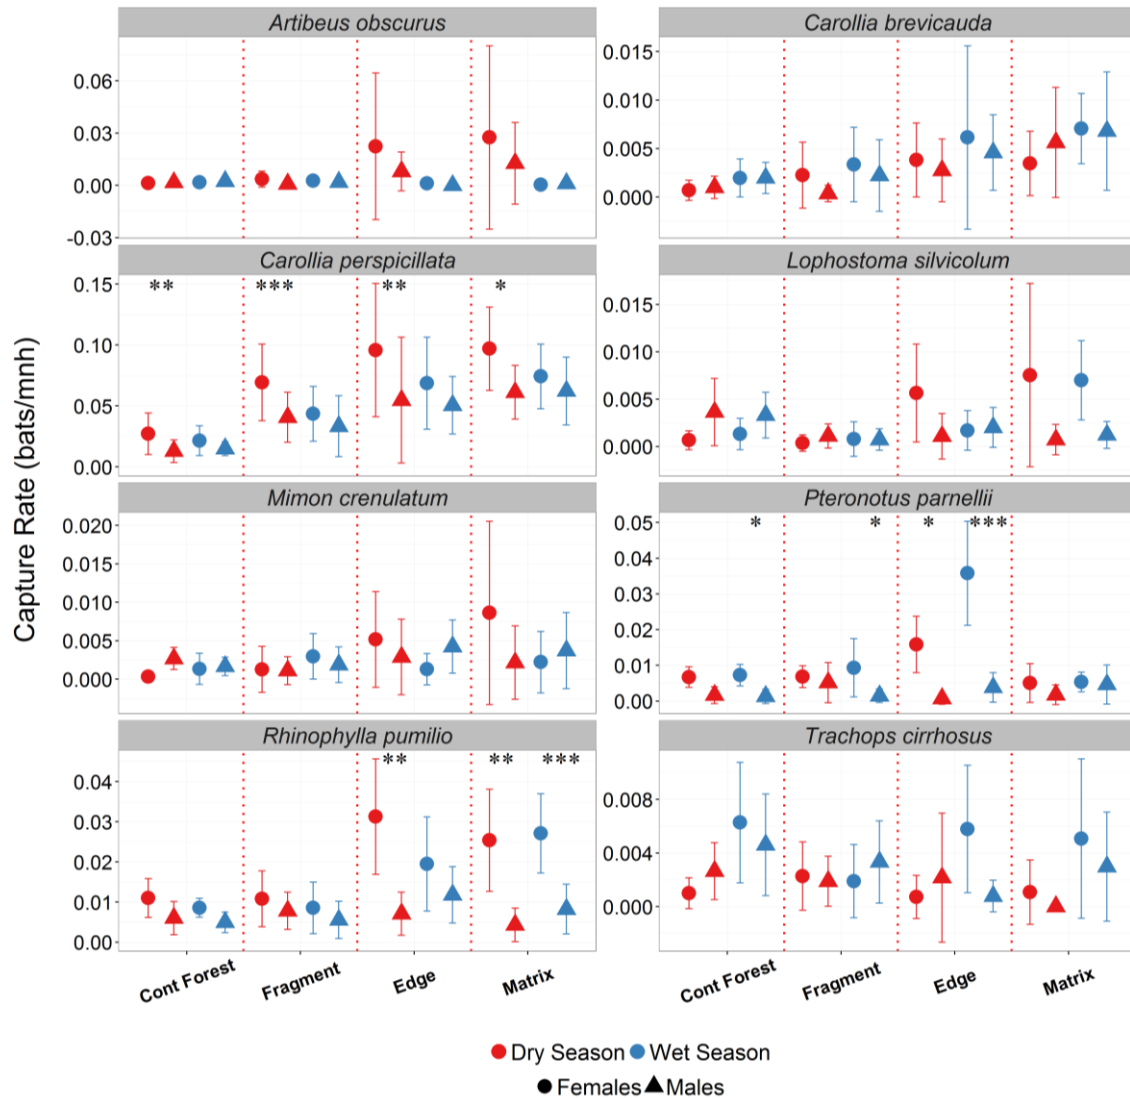 Artibeus obscurus
Carollia brevicauda
0.06
0.03
0.00
-0.03
0.015
0.010
0.005
0.000
Carollia perspicillata
Lophostoma silvicolum
** *** ** *
0.15
0.10
0.05
0.00
0.015
0.010
0.005
0.000
Capture Rate (bats/mnh)
Mimon crenulatum
Pteronotus parnellii
0.020
0.015
0.010
0.005
0.000
* * * ***
0.05
0.04
0.03
0.02
0.01
0.00
Rhinophylla pumilio
Trachops cirrhosus
** ** ***
0.04
0.03
0.02
0.01
0.00
0.008
0.004
0.000
Cont Forest Fragment Edge Matrix
Cont Forest Fragment Edge Matrix
Dry Season Wet Season
Females Males